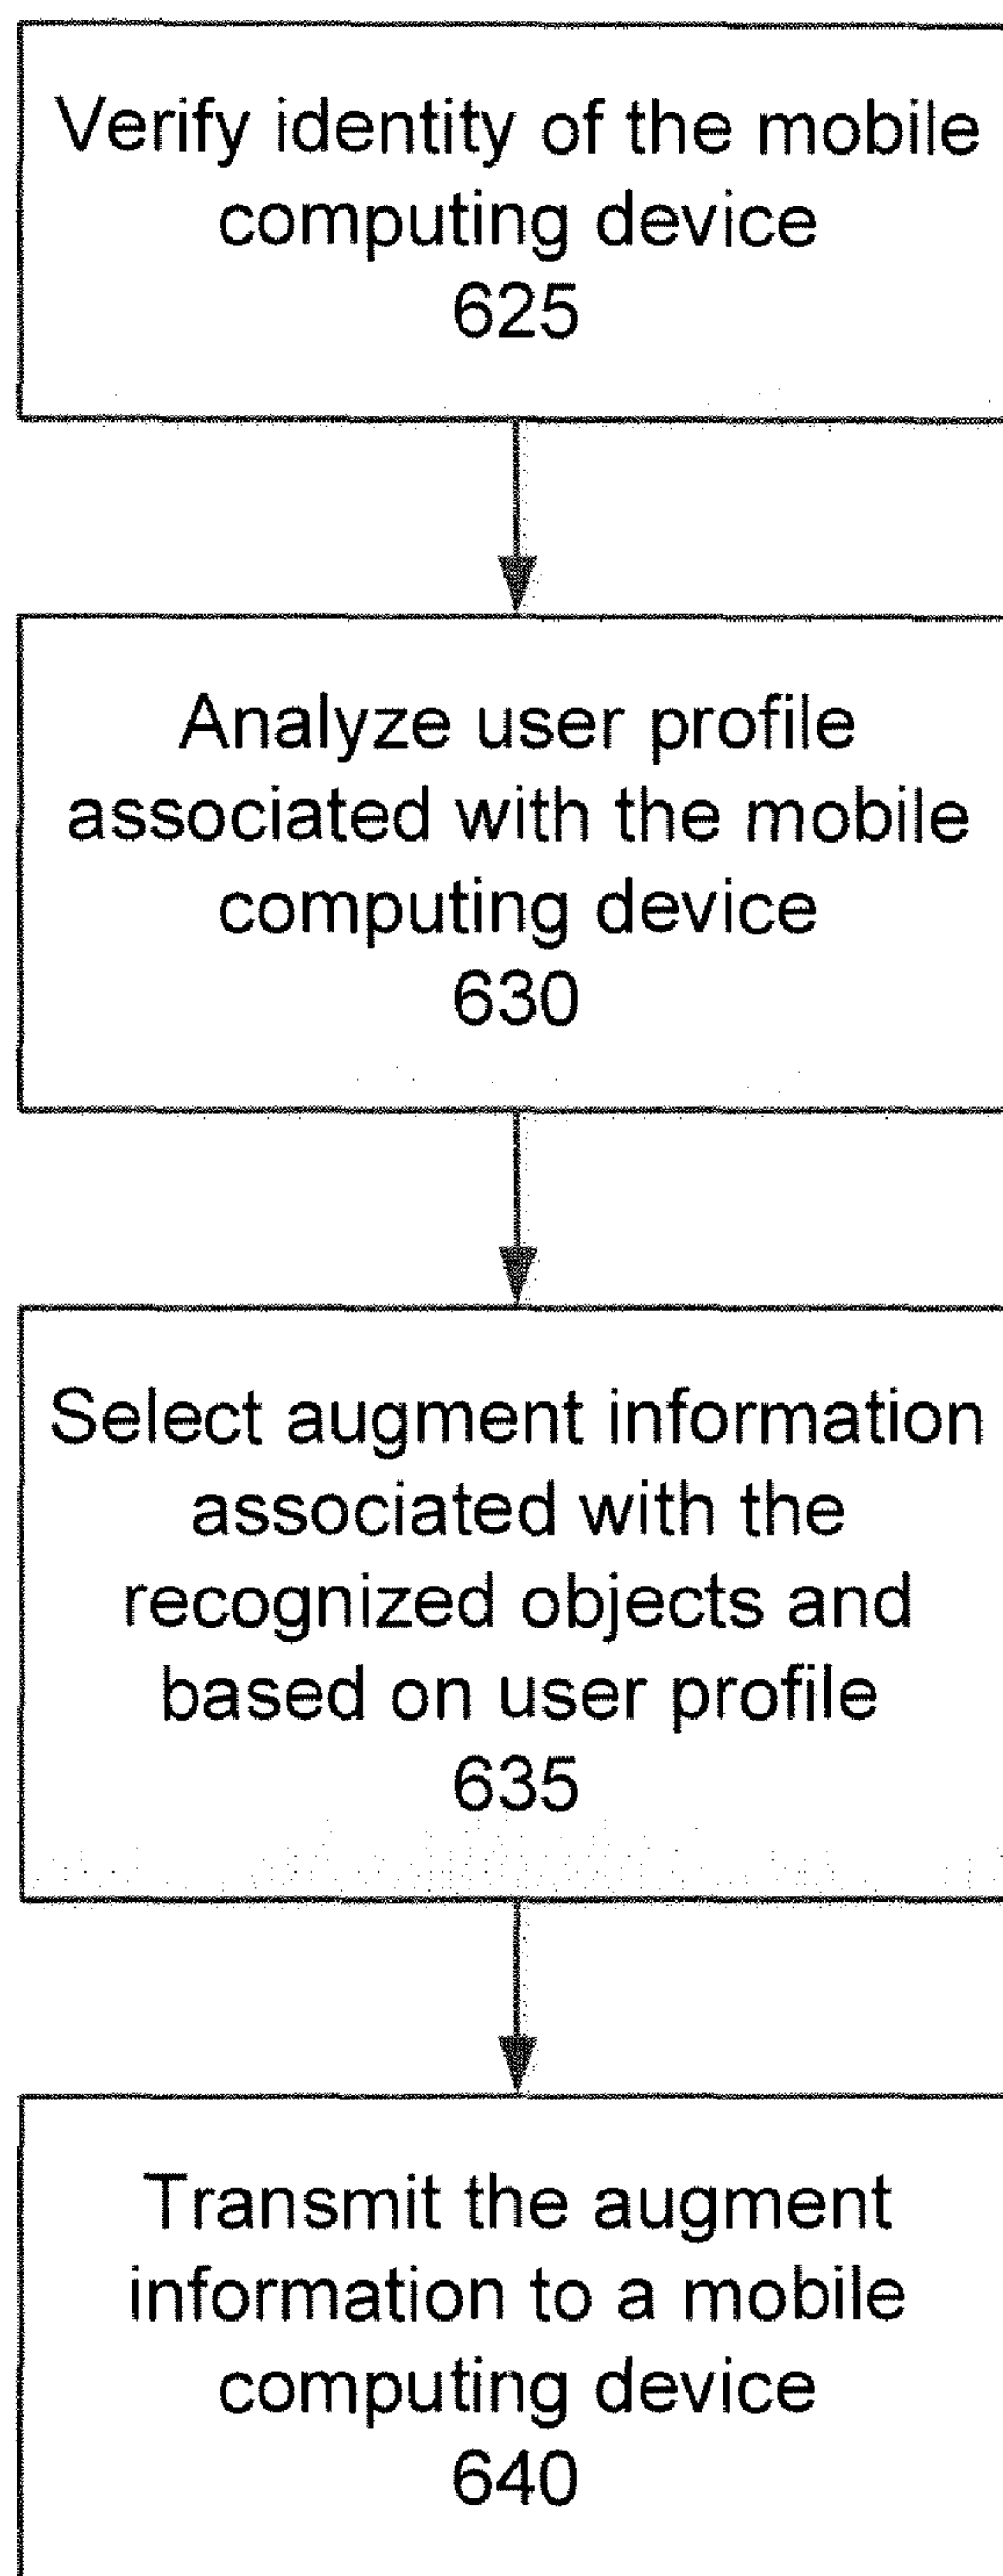 Verify identity of the mobile
computing device
625
Analyze user profile
associated with the mobile
computing device
630
Select augment information
associated with the
recognized objects and
based on user profile
635
Transmit the augment
information to a mobile
computing device
640